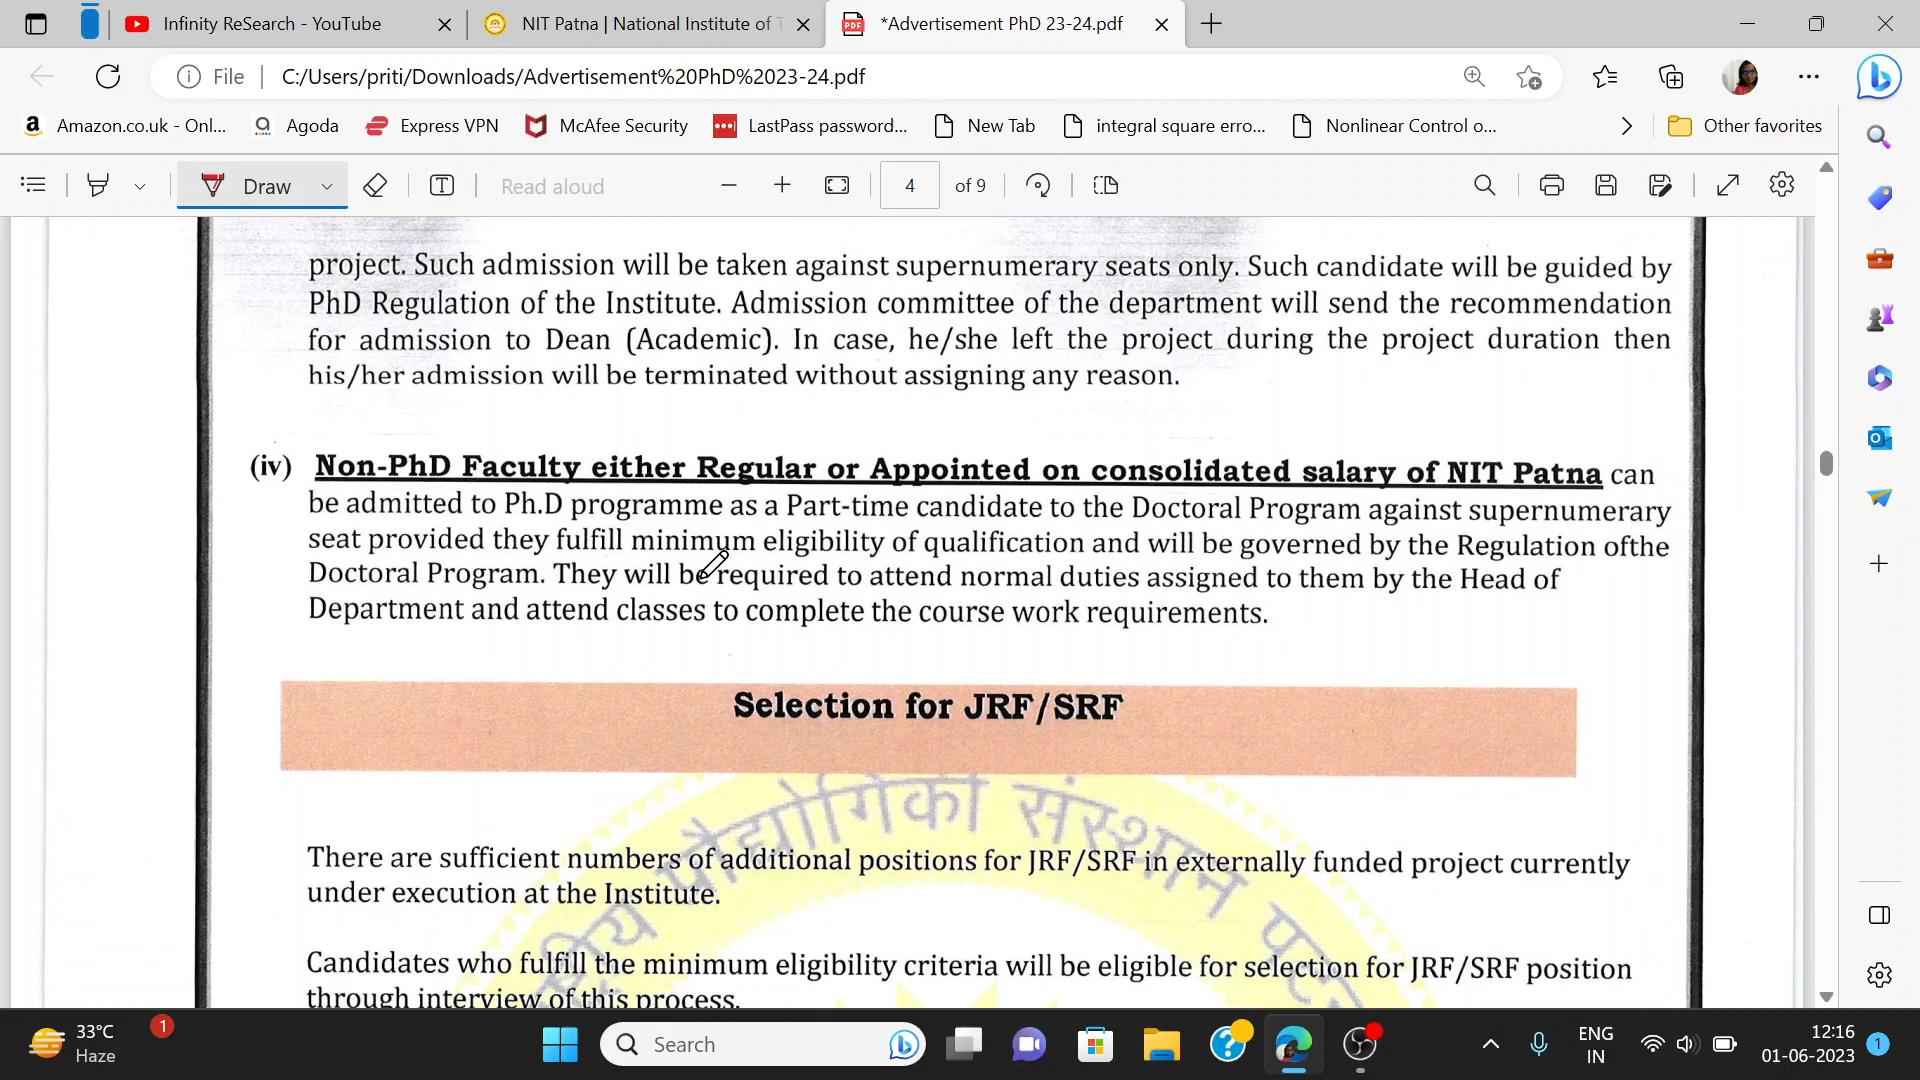 Infinity ReSearch - YouTube
NIT Patna | National Institute of T
*Advertisement PhD 23-24.pdf
File
C:/Users/priti/Downloads/Advertisement%20PhD%2023-24.pdf
Amazon.co.uk - Onl...
Agoda
Express VPN
McAfee Security
LastPass password...
New Tab
integral square erro...
Nonlinear Control o...
Other favorites
Draw
Read aloud
4 of 9
project. Such admission will be taken against supernumerary seats only. Such candidate will be guided by
PhD Regulation of the Institute. Admission committee of the department will send the recommendation
for admission to Dean (Academic). In case, he/she left the project during the project duration then
his/her admission will be terminated without assigning any reason.
(iv) Non-PhD Faculty either Regular or Appointed on consolidated salary of NIT Patna can
be admitted to Ph.D programme as a Part-time candidate to the Doctoral Program against supernumerary
seat provided they fulfill minimum eligibility of qualification and will be governed by the Regulation ofthe
Doctoral Program. They will be required to attend normal duties assigned to them by the Head of
Department and attend classes to complete the course work requirements.
Selection for JRF/SRF
There are sufficient numbers of additional positions for JRF/SRF in externally funded project currently
under execution at the Institute.
Candidates who fulfill the minimum eligibility criteria will be eligible for selection for JRF/SRF position
through interview of this process.
प्रौद्योगिकी संस्थान
33°C
Haze
1
Search
ENG
IN
12:16
01-06-2023
1